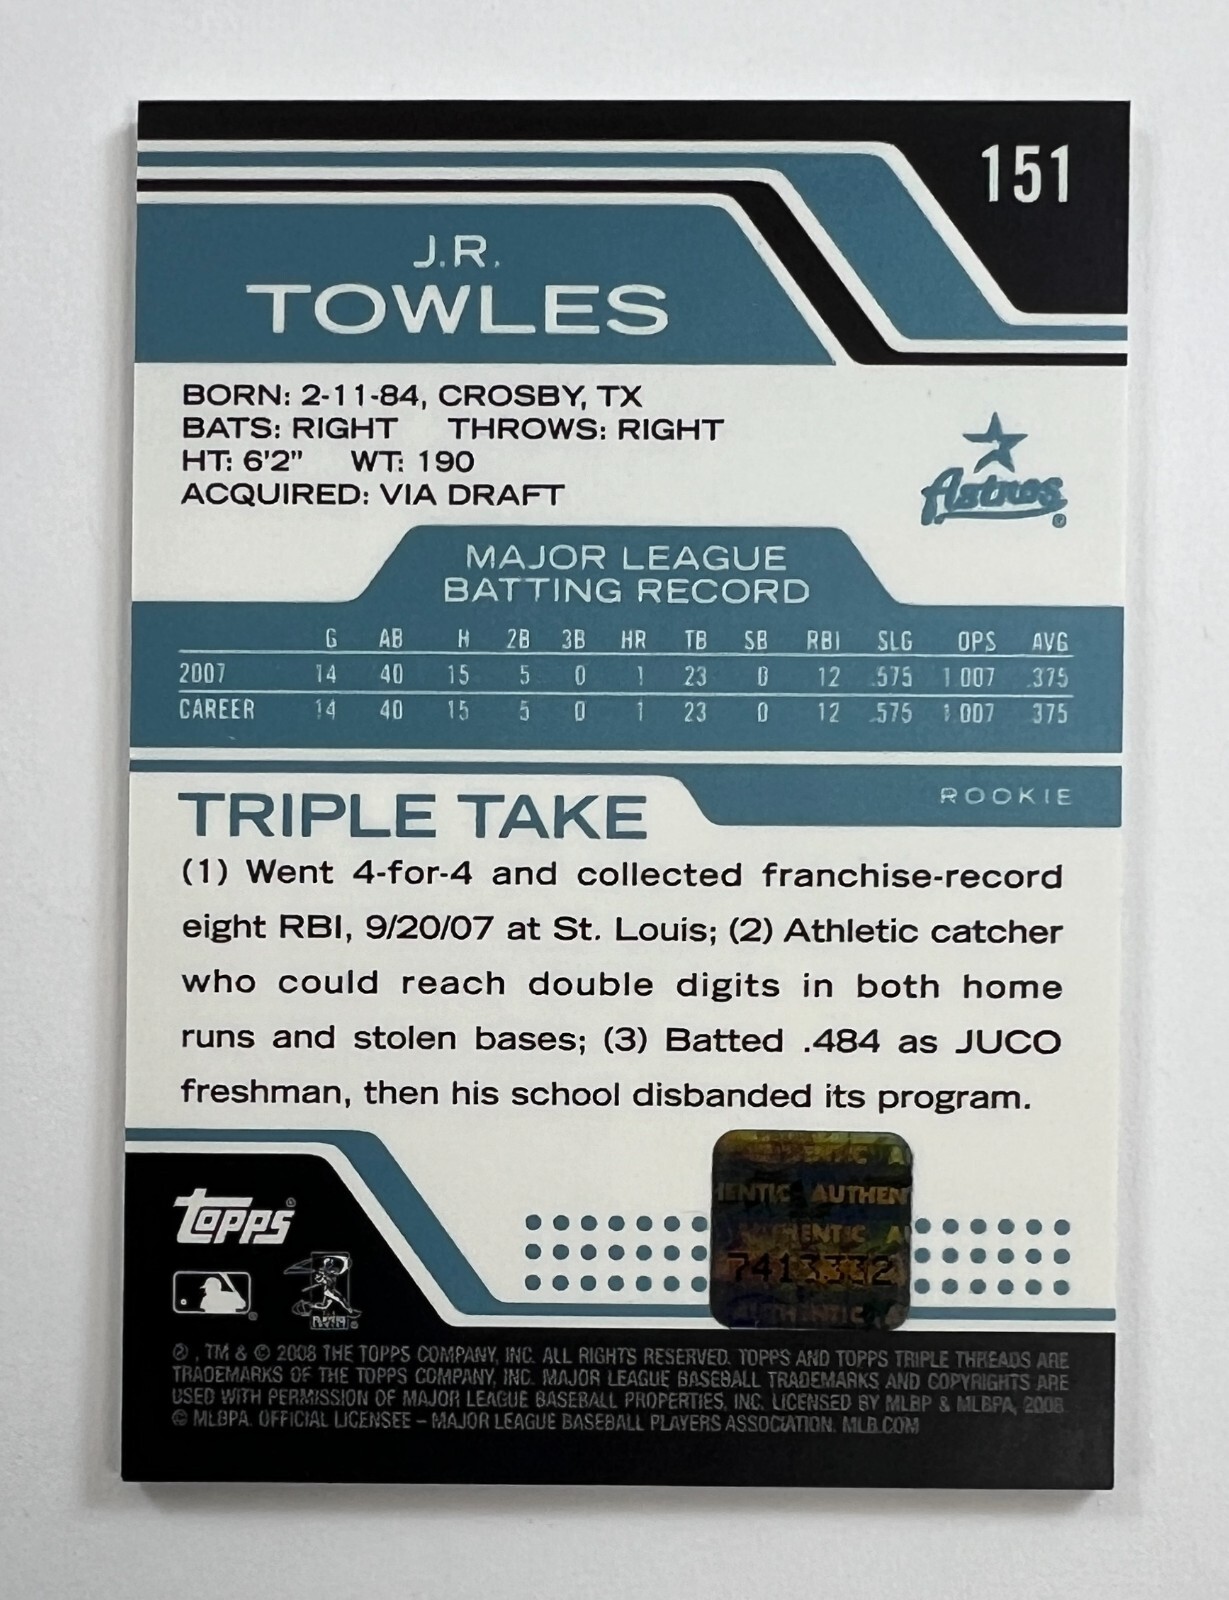 151
J.R.
TOWLES
BORN: 2-11-84, CROSBY, TX
BATS: RIGHT THROWS: RIGHT
HT: 6'2" WT: 190
ACQUIRED: VIA DRAFT
Astros®
MAJOR LEAGUE
BATTING RECORD
G AB H 2B 3B HR TB SB RBI SLG OPS AVG
2007 14 40 15 5 0 1 23 0 12 .575 1.007 .375
CAREER 14 40 15 5 0 1 23 0 12 .575 1.007 .375
ROOKIE
TRIPLE TAKE
(1) Went 4-for-4 and collected franchise-record
eight RBI, 9/20/07 at St. Louis; (2) Athletic catcher
who could reach double digits in both home
runs and stolen bases; (3) Batted .484 as JUCO
freshman, then his school disbanded its program.
AUTHENTIC
7413332
topps®
®, TM & © 2008 THE TOPPS COMPANY, INC. ALL RIGHTS RESERVED. TOPPS AND TOPPS TRIPLE THREADS ARE
TRADEMARKS OF THE TOPPS COMPANY, INC. MAJOR LEAGUE BASEBALL TRADEMARKS AND COPYRIGHTS ARE
USED WITH PERMISSION OF MAJOR LEAGUE BASEBALL PROPERTIES, INC. LICENSED BY MLBP & MLBPA, 2008
© MLBPA. OFFICIAL LICENSEE – MAJOR LEAGUE BASEBALL PLAYERS ASSOCIATION. MLB.COM